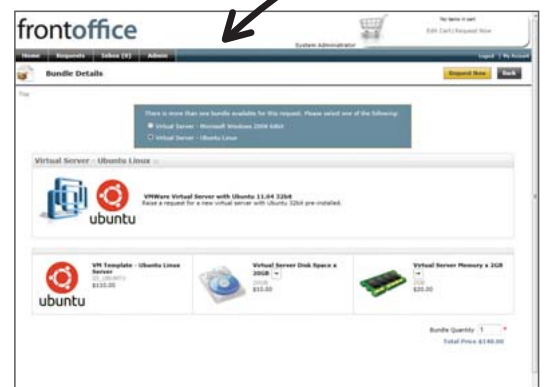 frontoffice
No items in cart
Edit Cart/Request Now
System Administrator
Home Requests Inbox (0) Admin
Logout | My Account
Bundle Details
Request Now Back
Top
There is more than one bundle available for this request. Please select one of the following:
Virtual Server - Microsoft Windows 2008 64bit
Virtual Server - Ubuntu Linux
Virtual Server - Ubuntu Linux
ubuntu
VMWare Virtual Server with Ubuntu 11.04 32bit
Raise a request for a new virtual server with Ubuntu 32bit pre-installed.
ubuntu
VM Template - Ubuntu Linux Server
$110.00
Virtual Server Disk Space x 20GB
20GB
$10.00
Virtual Server Memory x 2GB
2GB
$20.00
Bundle Quantity 1 *
Total Price $140.00